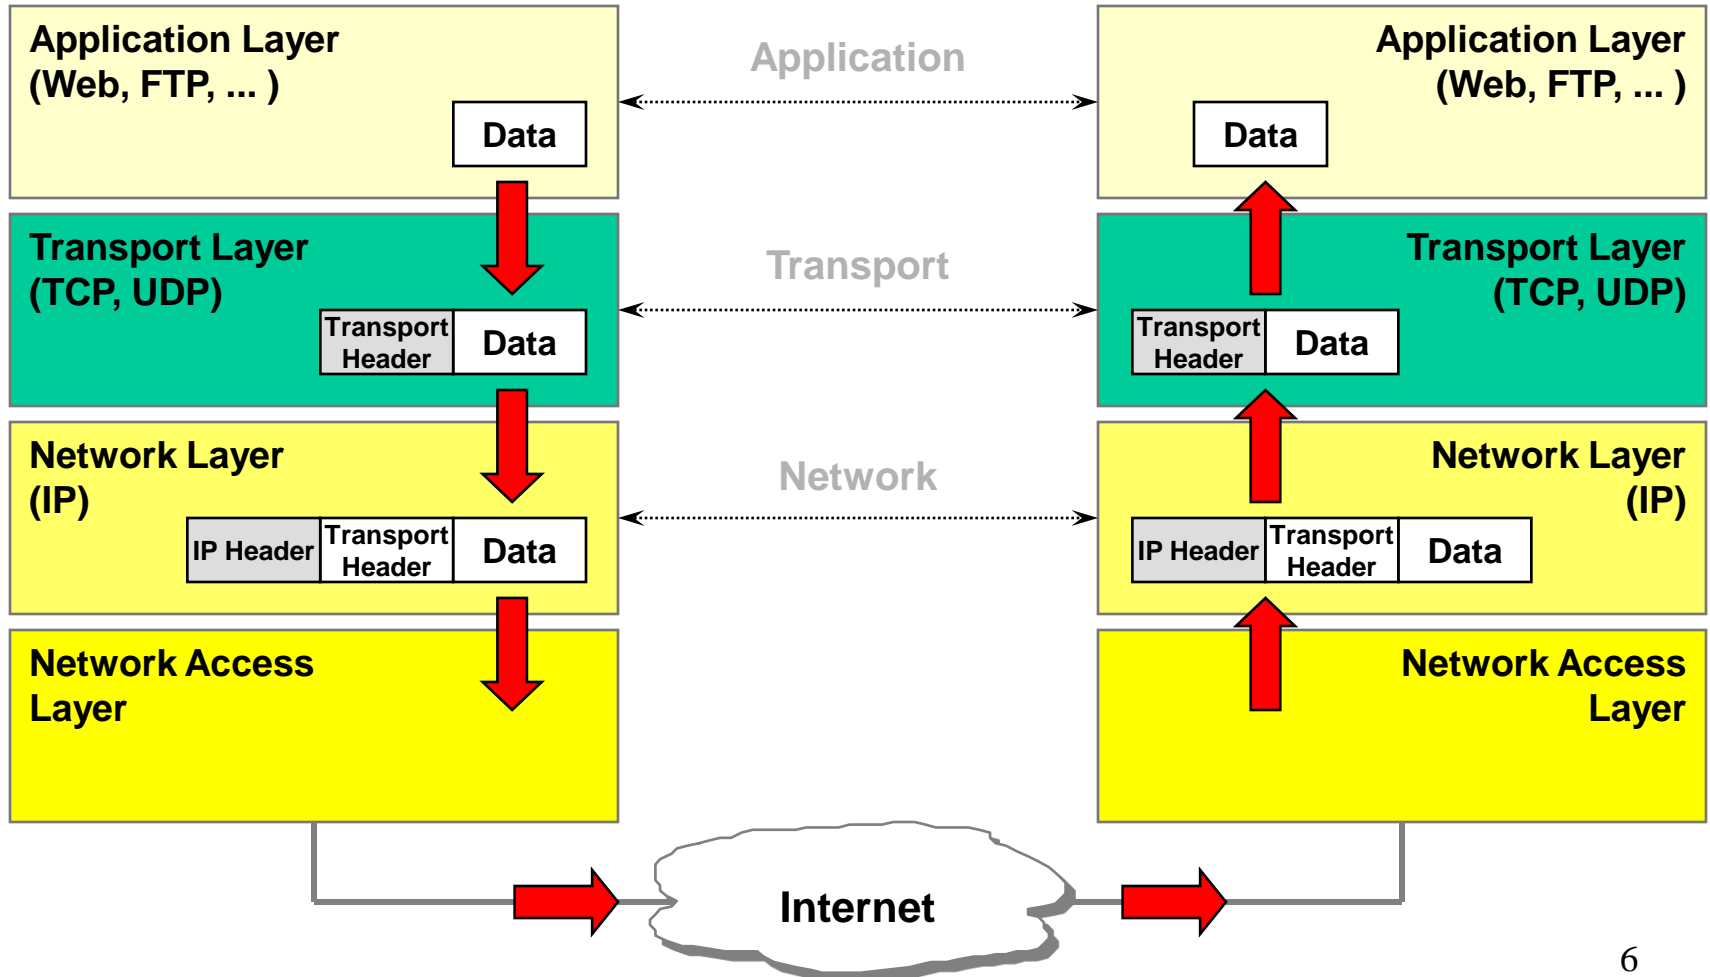 Application Layer
(Web, FTP, ... )
Data
Application
Application Layer
(Web, FTP, ... )
Data
Transport Layer
(TCP, UDP)
Transport
Header
Data
Transport
Transport Layer
(TCP, UDP)
Transport
Header
Data
Network Layer
(IP)
IP Header
Transport
Header
Data
Network
Network Layer
(IP)
IP Header
Transport
Header
Data
Network Access
Layer
Network Access
Layer
Internet
6